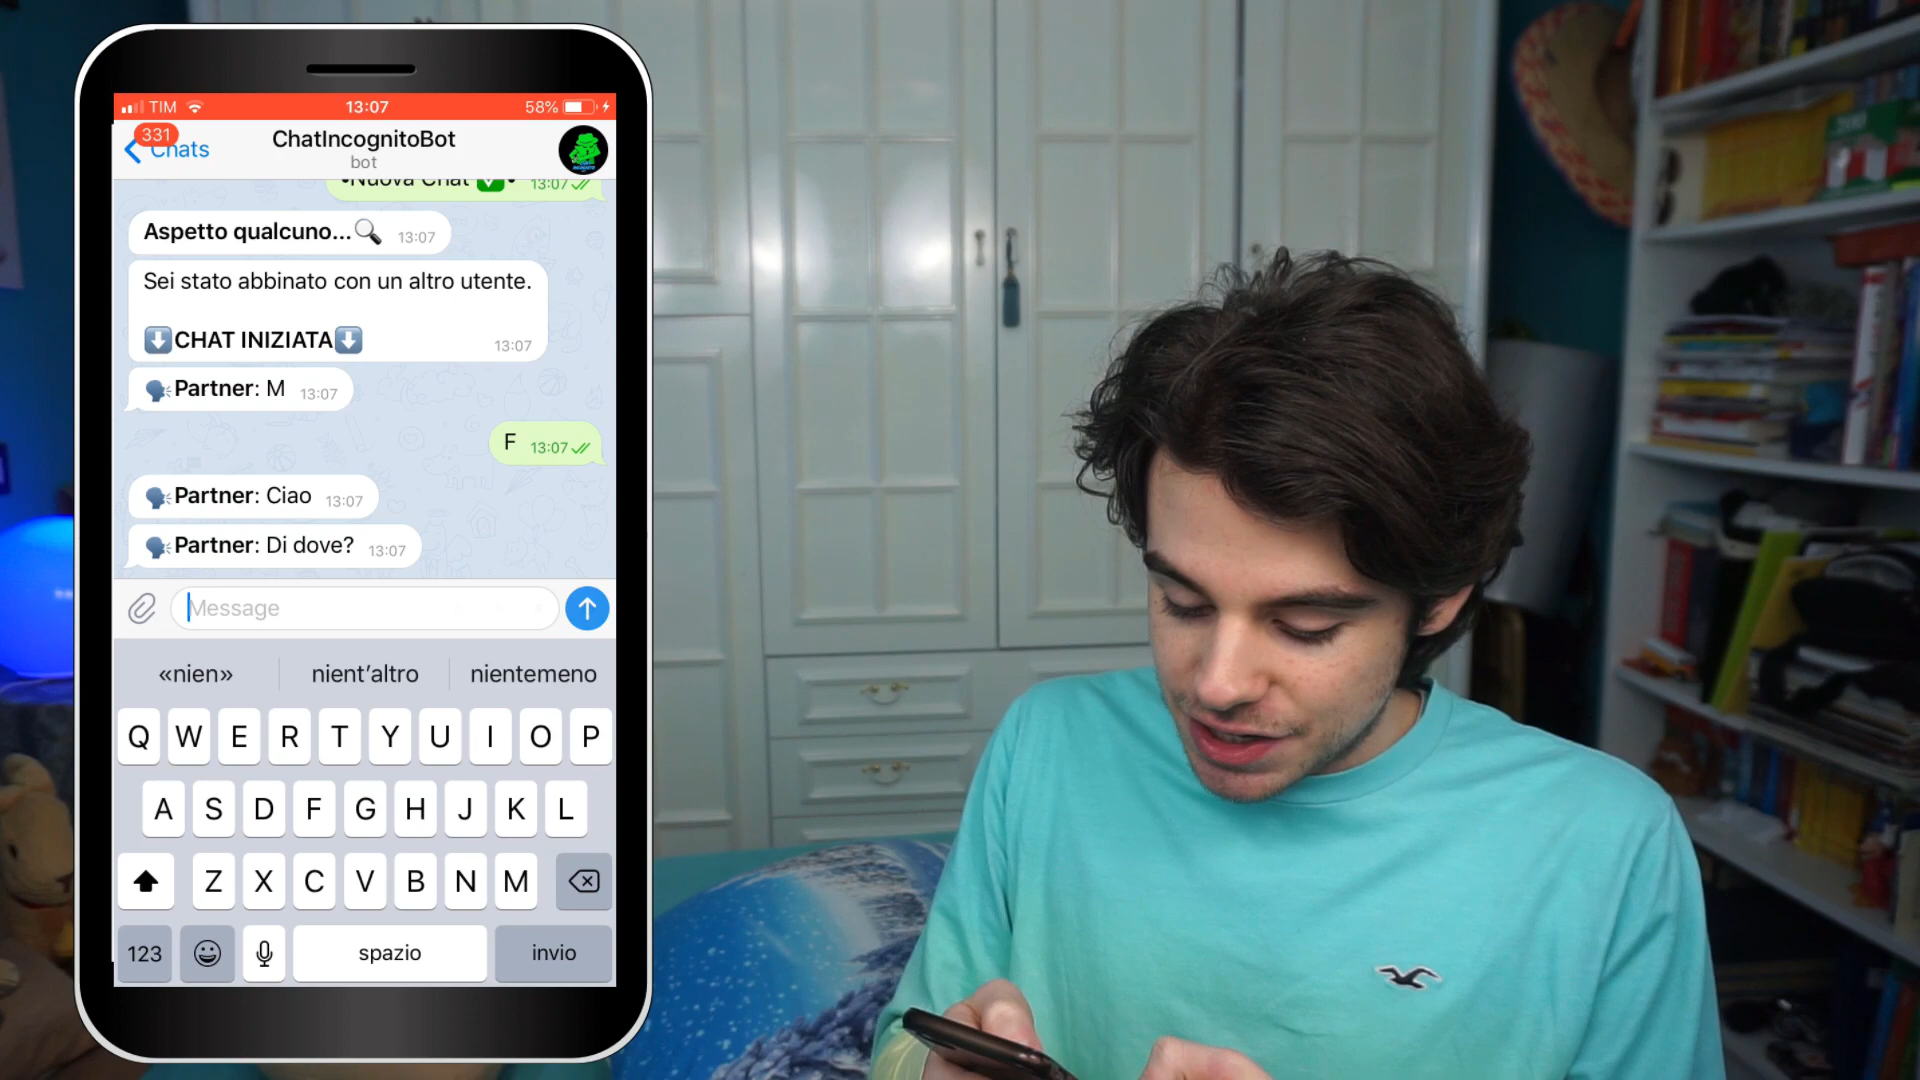 TIM 13:07 58%
331
Chats
ChatIncognitoBot
bot
•Nuova Chat ✅• 13:07
Aspetto qualcuno...🔍 13:07
Sei stato abbinato con un altro utente.
⬇️CHAT INIZIATA⬇️ 13:07
🗣Partner: M 13:07
F 13:07
🗣Partner: Ciao 13:07
🗣Partner: Di dove? 13:07
Message
«nien» nient'altro nientemeno
Q W E R T Y U I O P
A S D F G H J K L
Z X C V B N M
123 spazio invio